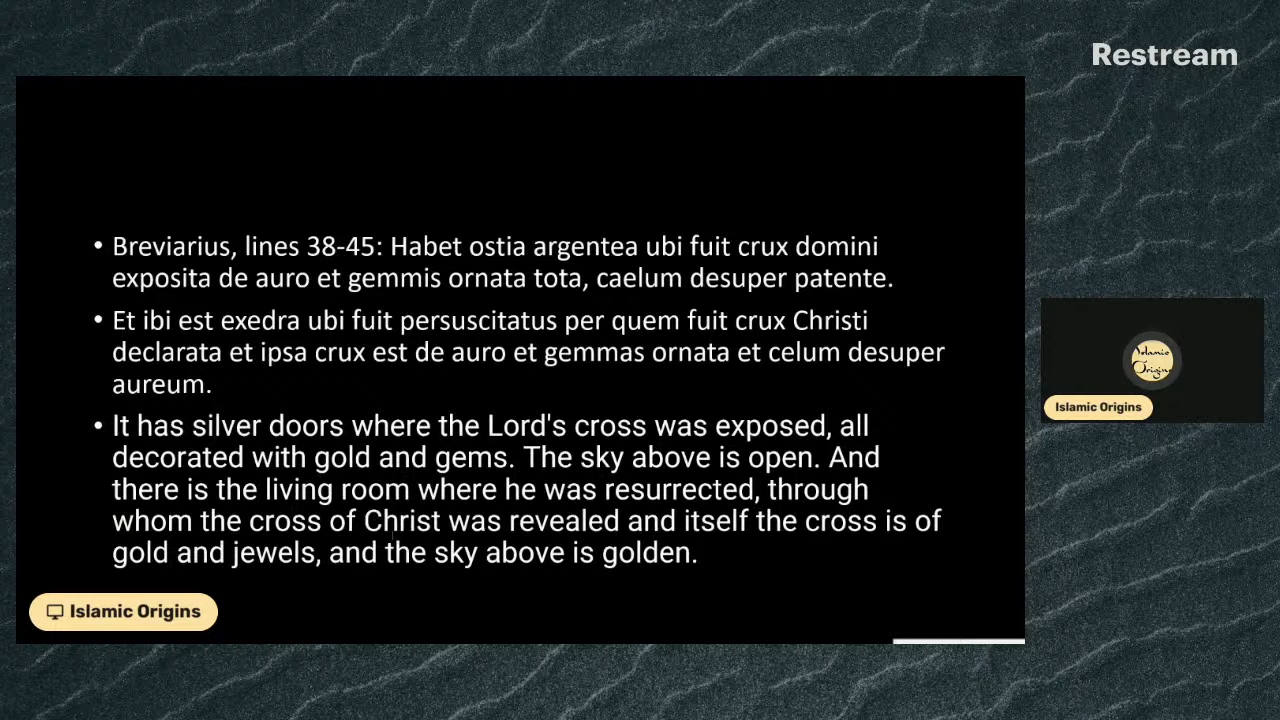 Restream
• Breviarius, lines 38-45: Habet ostia argentea ubi fuit crux domini
exposita de auro et gemmis ornata tota, caelum desuper patente.
• Et ibi est exedra ubi fuit persuscitatus per quem fuit crux Christi
declarata et ipsa crux est de auro et gemmas ornata et celum desuper
aureum.
• It has silver doors where the Lord's cross was exposed, all
decorated with gold and gems. The sky above is open. And
there is the living room where he was resurrected, through
whom the cross of Christ was revealed and itself the cross is of
gold and jewels, and the sky above is golden.
Islamic Origins
Islamic
Origins
Islamic Origins